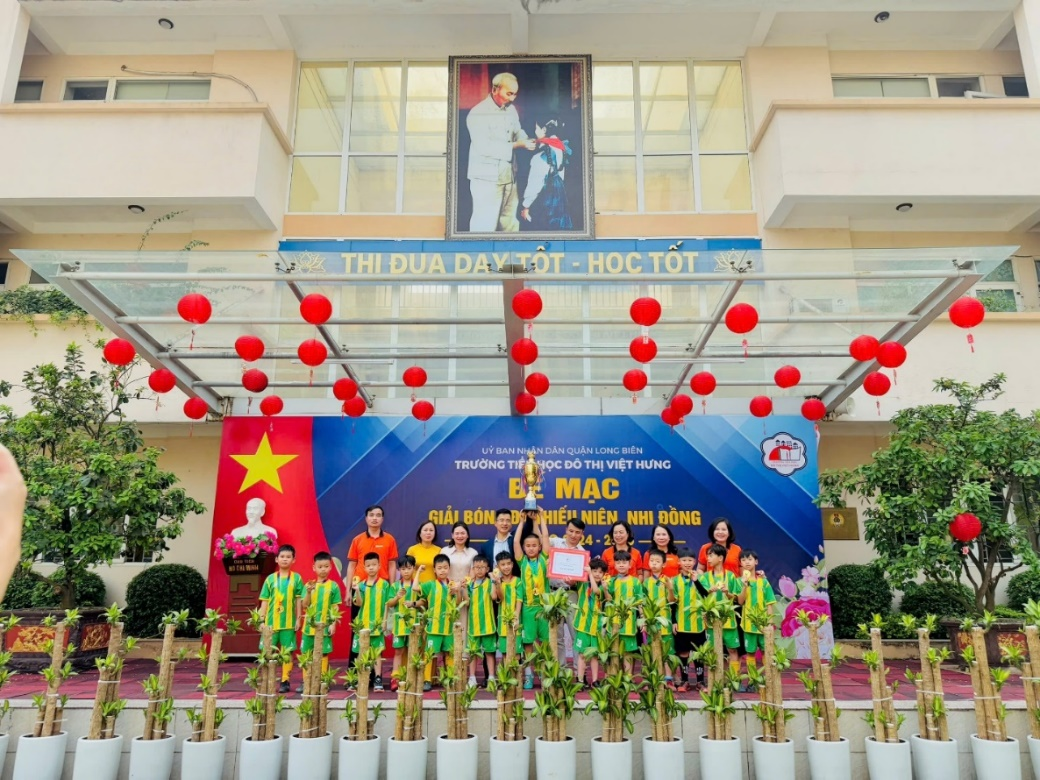 THI ĐUA DẠY TỐT - HỌC TỐT
UỶ BAN NHÂN DÂN QUẬN LONG BIÊN
TRƯỜNG TIỂU HỌC ĐÔ THỊ VIỆT HƯNG
BẾ MẠC
GIẢI BÓNG THIẾU NIÊN, NHI ĐỒNG